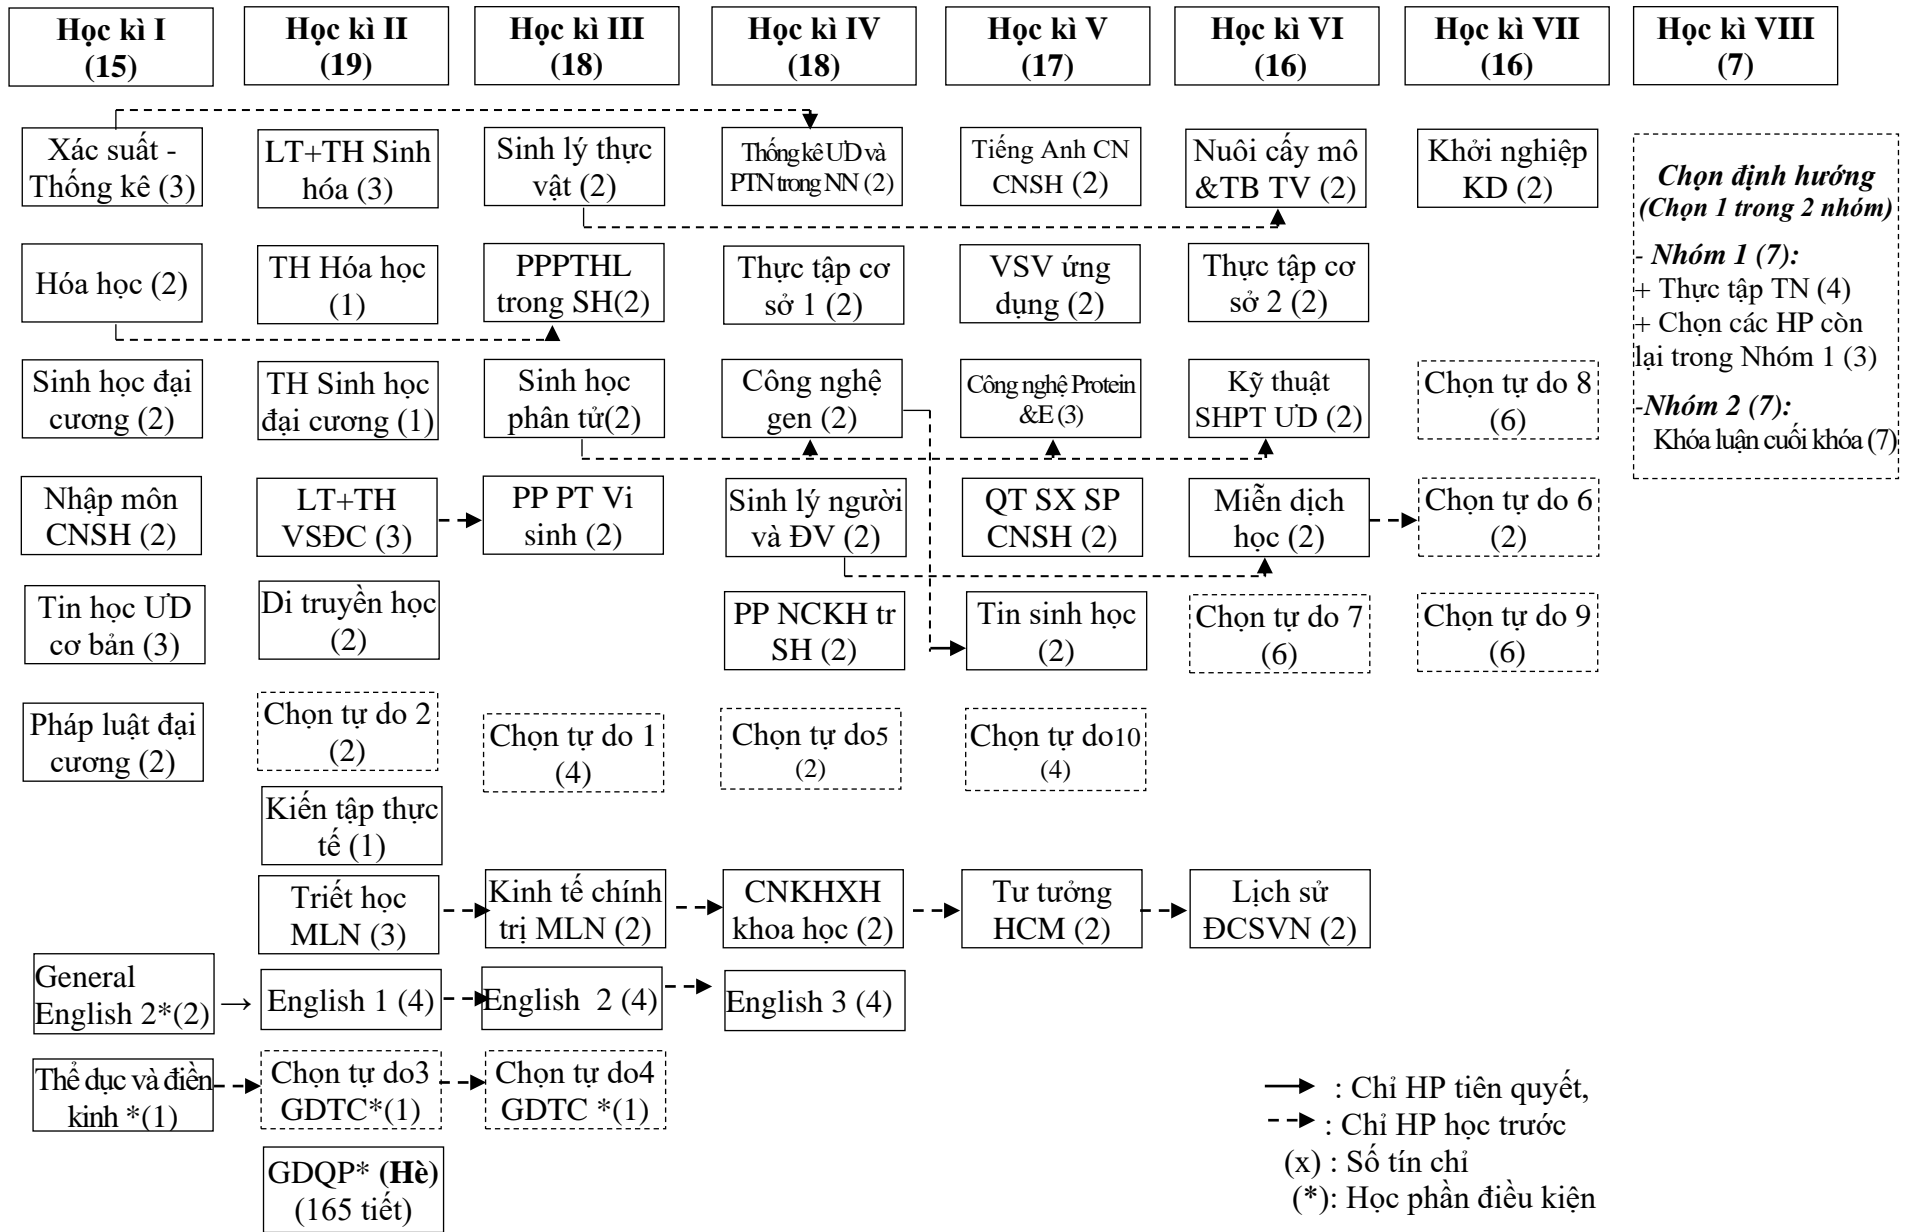 Học kì I
(15)
Học kì II
(19)
Học kì III
(18)
Học kì IV
(18)
Học kì V
(17)
Học kì VI
(16)
Học kì VII
(16)
Học kì VIII
(7)
Xác suất -
Thống kê (3)
LT+TH Sinh
hóa (3)
Sinh lý thực
vật (2)
Thống kê ƯD và
PTN trong NN (2)
Tiếng Anh CN
CNSH (2)
Nuôi cấy mô
&TB TV (2)
Khởi nghiệp
KD (2)
Chọn định hướng
(Chọn 1 trong 2 nhóm)
- Nhóm 1 (7):
+ Thực tập TN (4)
+ Chọn các HP còn
lại trong Nhóm 1 (3)
-Nhóm 2 (7):
Khóa luận cuối khóa (7)
Hóa học (2)
TH Hóa học
(1)
PPPTHL
trong SH(2)
Thực tập cơ
sở 1 (2)
VSV ứng
dụng (2)
Thực tập cơ
sở 2 (2)
Sinh học đại
cương (2)
TH Sinh học
đại cương (1)
Sinh học
phân tử(2)
Công nghệ
gen (2)
Công nghệ Protein
&E (3)
Kỹ thuật
SHPT ƯD (2)
Chọn tự do 8
(6)
Nhập môn
CNSH (2)
LT+TH
VSĐC (3)
PP PT Vi
sinh (2)
Sinh lý người
và ĐV (2)
QT SX SP
CNSH (2)
Miễn dịch
học (2)
Chọn tự do 6
(2)
Tin học ƯD
cơ bản (3)
Di truyền học
(2)
PP NCKH tr
SH (2)
Tin sinh học
(2)
Chọn tự do 7
(6)
Chọn tự do 9
(6)
Pháp luật đại
cương (2)
Chọn tự do 2
(2)
Chọn tự do 1
(4)
Chọn tự do5
(2)
Chọn tự do10
(4)
Kiến tập thực
tế (1)
Triết học
MLN (3)
Kinh tế chính
trị MLN (2)
CNKHXH
khoa học (2)
Tư tưởng
HCM (2)
Lịch sử
ĐCSVN (2)
General
English 2*(2)
English 1 (4)
English 2 (4)
English 3 (4)
Thể dục và điền
kinh *(1)
Chọn tự do3
GDTC*(1)
Chọn tự do4
GDTC *(1)
GDQP* (Hè)
(165 tiết)
: Chỉ HP tiên quyết,
: Chỉ HP học trước
(x) : Số tín chỉ
(*): Học phần điều kiện